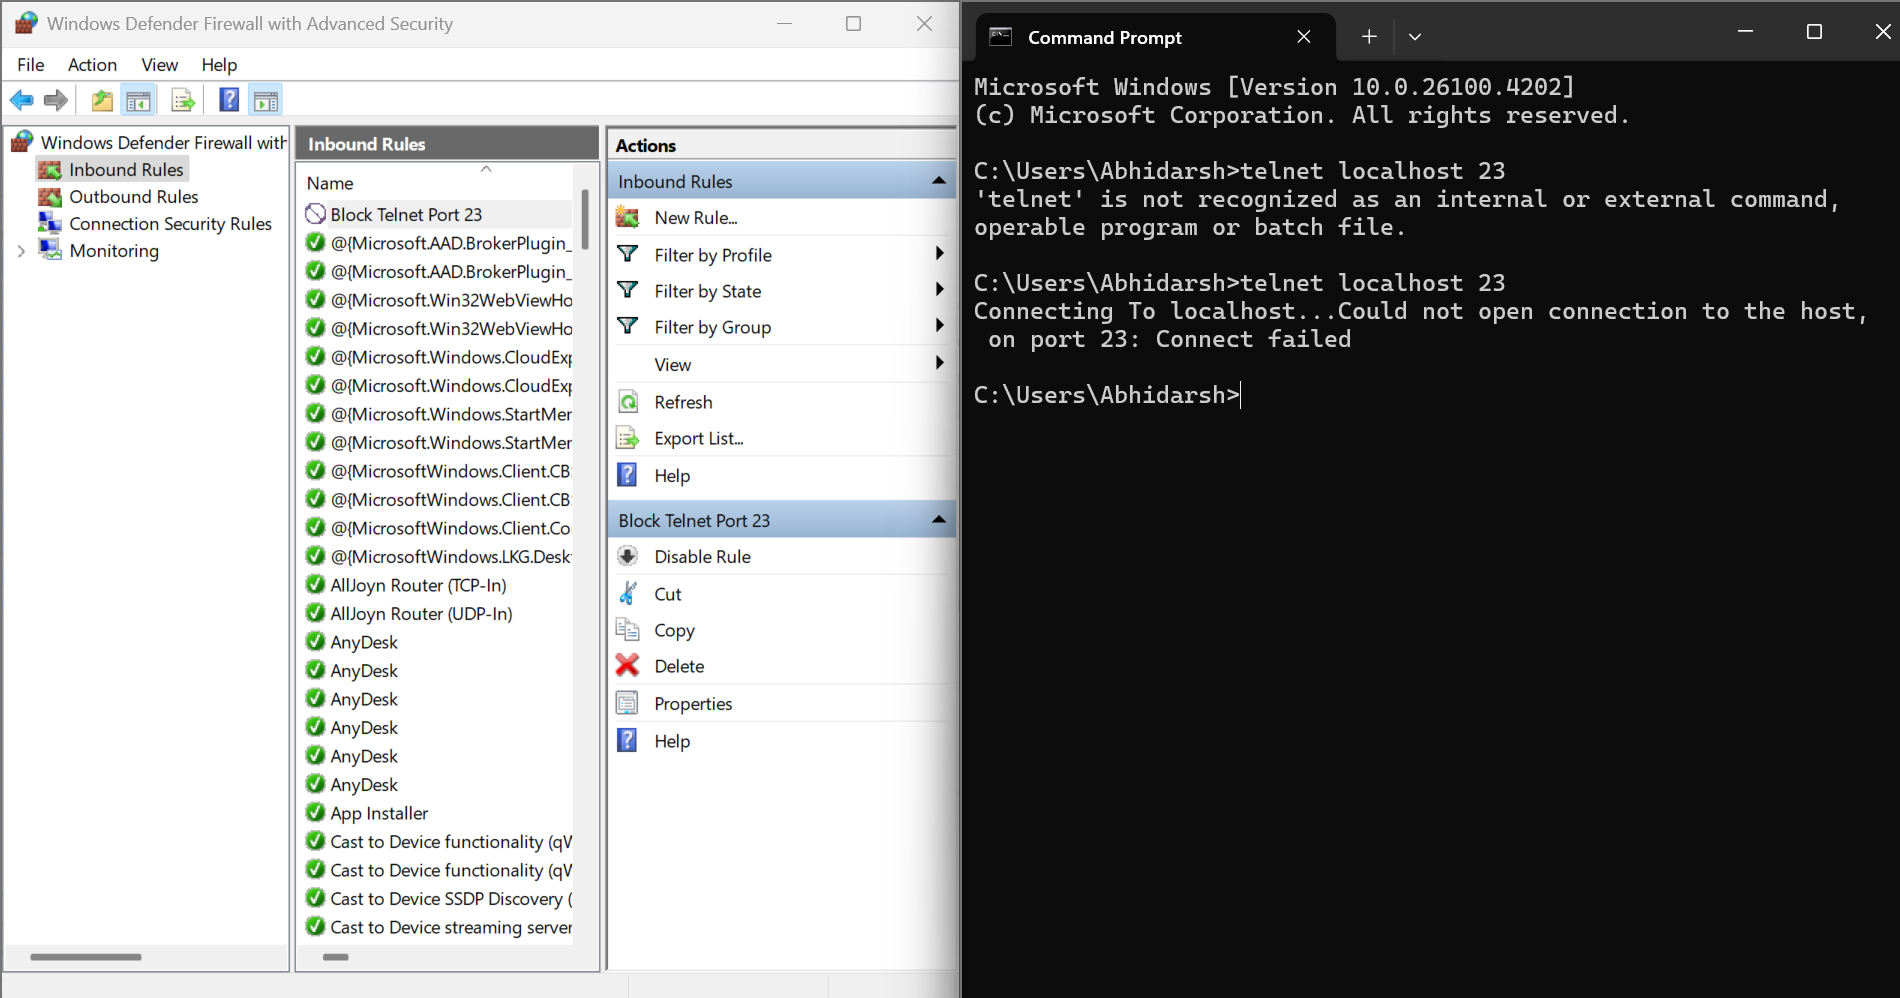 Windows Defender Firewall with Advanced Security
File Action View Help
Windows Defender Firewall with
Inbound Rules
Outbound Rules
Connection Security Rules
Monitoring
Inbound Rules
Name
Block Telnet Port 23
@{Microsoft.AAD.BrokerPlugin_
@{Microsoft.AAD.BrokerPlugin_
@{Microsoft.Win32WebViewHo
@{Microsoft.Win32WebViewHo
@{Microsoft.Windows.CloudExp
@{Microsoft.Windows.CloudExp
@{Microsoft.Windows.StartMer
@{Microsoft.Windows.StartMer
@{MicrosoftWindows.Client.CB
@{MicrosoftWindows.Client.CB
@{MicrosoftWindows.Client.Co
@{MicrosoftWindows.LKG.Desk
AllJoyn Router (TCP-In)
AllJoyn Router (UDP-In)
AnyDesk
AnyDesk
AnyDesk
AnyDesk
AnyDesk
AnyDesk
App Installer
Cast to Device functionality (qW
Cast to Device functionality (qW
Cast to Device SSDP Discovery (
Cast to Device streaming server
Actions
Inbound Rules
New Rule...
Filter by Profile
Filter by State
Filter by Group
View
Refresh
Export List...
Help
Block Telnet Port 23
Disable Rule
Cut
Copy
Delete
Properties
Help
Command Prompt
Microsoft Windows [Version 10.0.26100.4202]
(c) Microsoft Corporation. All rights reserved.
C:\Users\Abhidarsh>telnet localhost 23
'telnet' is not recognized as an internal or external command,
operable program or batch file.
C:\Users\Abhidarsh>telnet localhost 23
Connecting To localhost...Could not open connection to the host,
on port 23: Connect failed
C:\Users\Abhidarsh>